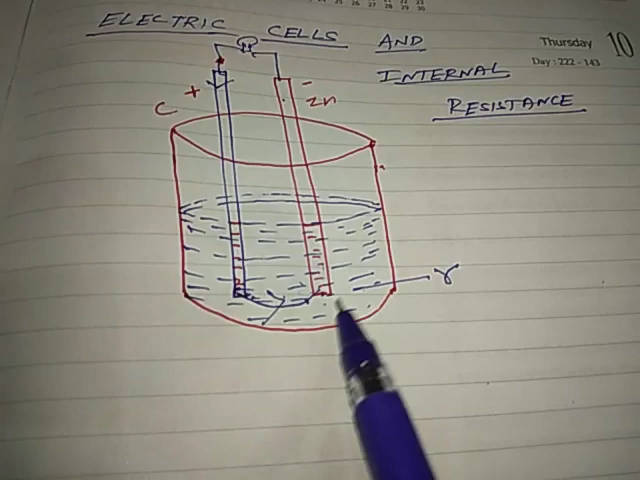 ELECTRIC CELLS AND
INTERNAL
RESISTANCE
Thursday 10
Day : 222 - 143
+
-
C
Zn
r